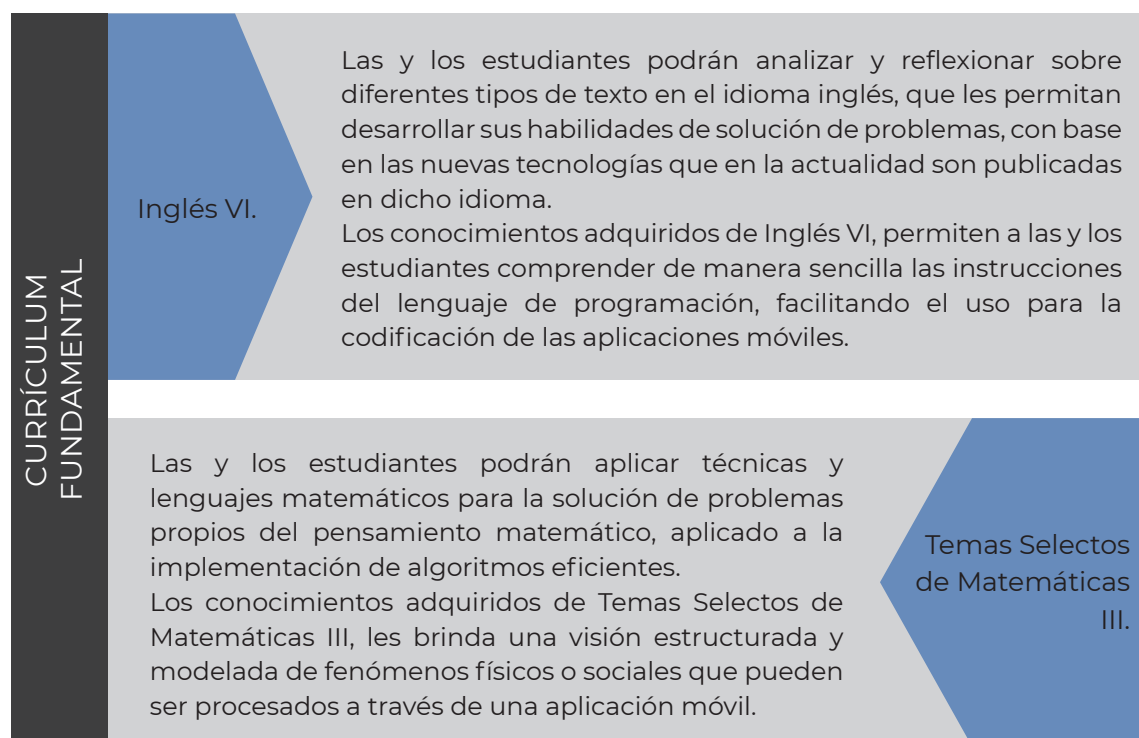 CURRÍCULUM
FUNDAMENTAL
Inglés VI.
Las y los estudiantes podrán analizar y reflexionar sobre
diferentes tipos de texto en el idioma inglés, que les permitan
desarrollar sus habilidades de solución de problemas, con base
en las nuevas tecnologías que en la actualidad son publicadas
en dicho idioma.
Los conocimientos adquiridos de Inglés VI, permiten a las y los
estudiantes comprender de manera sencilla las instrucciones
del lenguaje de programación, facilitando el uso para la
codificación de las aplicaciones móviles.
Las y los estudiantes podrán aplicar técnicas y
lenguajes matemáticos para la solución de problemas
propios del pensamiento matemático, aplicado a la
implementación de algoritmos eficientes.
Los conocimientos adquiridos de Temas Selectos de
Matemáticas III, les brinda una visión estructurada y
modelada de fenómenos físicos o sociales que pueden
ser procesados a través de una aplicación móvil.
Temas Selectos
de Matemáticas
III.